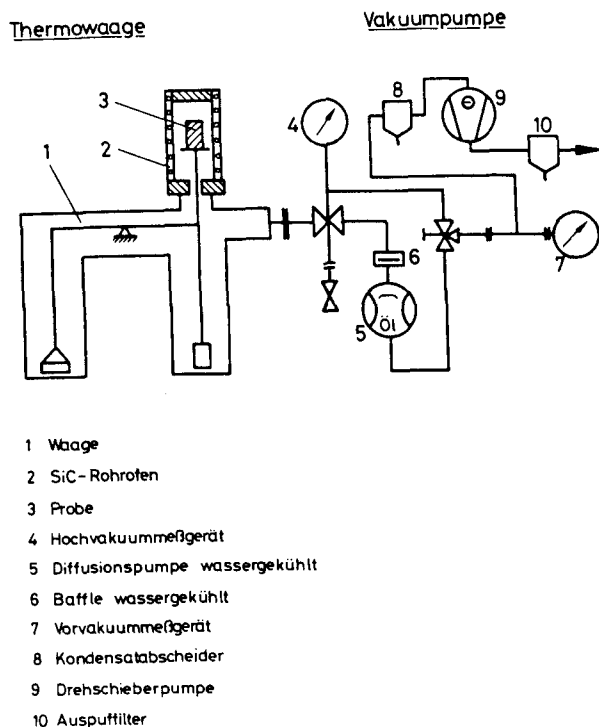 Thermowaage
Vakuumpumpe
3
2
1
4
8
9
10
6
7
5
Öl
1 Waage
2 SiC-Rohrofen
3 Probe
4 Hochvakuummeßgerät
5 Diffusionspumpe wassergekühlt
6 Baffle wassergekühlt
7 Vorvakuummeßgerät
8 Kondensatabscheider
9 Drehschieberpumpe
10 Auspuffilter